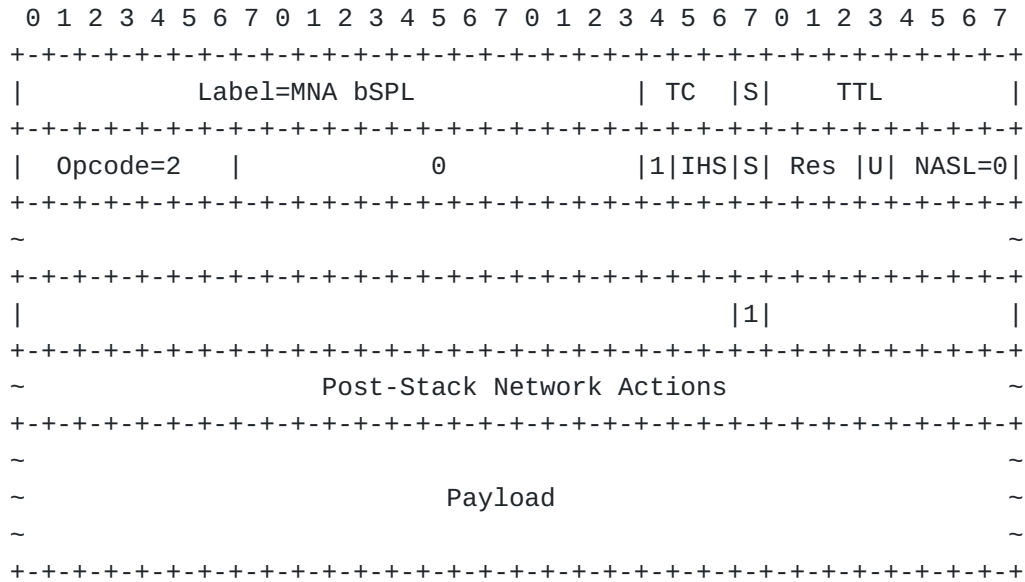 0 1 2 3 4 5 6 7 0 1 2 3 4 5 6 7 0 1 2 3 4 5 6 7 0 1 2 3 4 5 6 7
+-+-+-+-+-+-+-+-+-+-+-+-+-+-+-+-+-+-+-+-+-+-+-+-+-+-+-+-+-+-+-+-+
|           Label=MNA bSPL              | TC  |S|    TTL        |
+-+-+-+-+-+-+-+-+-+-+-+-+-+-+-+-+-+-+-+-+-+-+-+-+-+-+-+-+-+-+-+-+
|  Opcode=2   |            0            |1|IHS|S| Res |U| NASL=0|
+-+-+-+-+-+-+-+-+-+-+-+-+-+-+-+-+-+-+-+-+-+-+-+-+-+-+-+-+-+-+-+-+
~                                                               ~
+-+-+-+-+-+-+-+-+-+-+-+-+-+-+-+-+-+-+-+-+-+-+-+-+-+-+-+-+-+-+-+-+
|                                             |1|               |
+-+-+-+-+-+-+-+-+-+-+-+-+-+-+-+-+-+-+-+-+-+-+-+-+-+-+-+-+-+-+-+-+
~                   Post-Stack Network Actions                  ~
+-+-+-+-+-+-+-+-+-+-+-+-+-+-+-+-+-+-+-+-+-+-+-+-+-+-+-+-+-+-+-+-+
~                                                               ~
~                           Payload                             ~
~                                                               ~
+-+-+-+-+-+-+-+-+-+-+-+-+-+-+-+-+-+-+-+-+-+-+-+-+-+-+-+-+-+-+-+-+